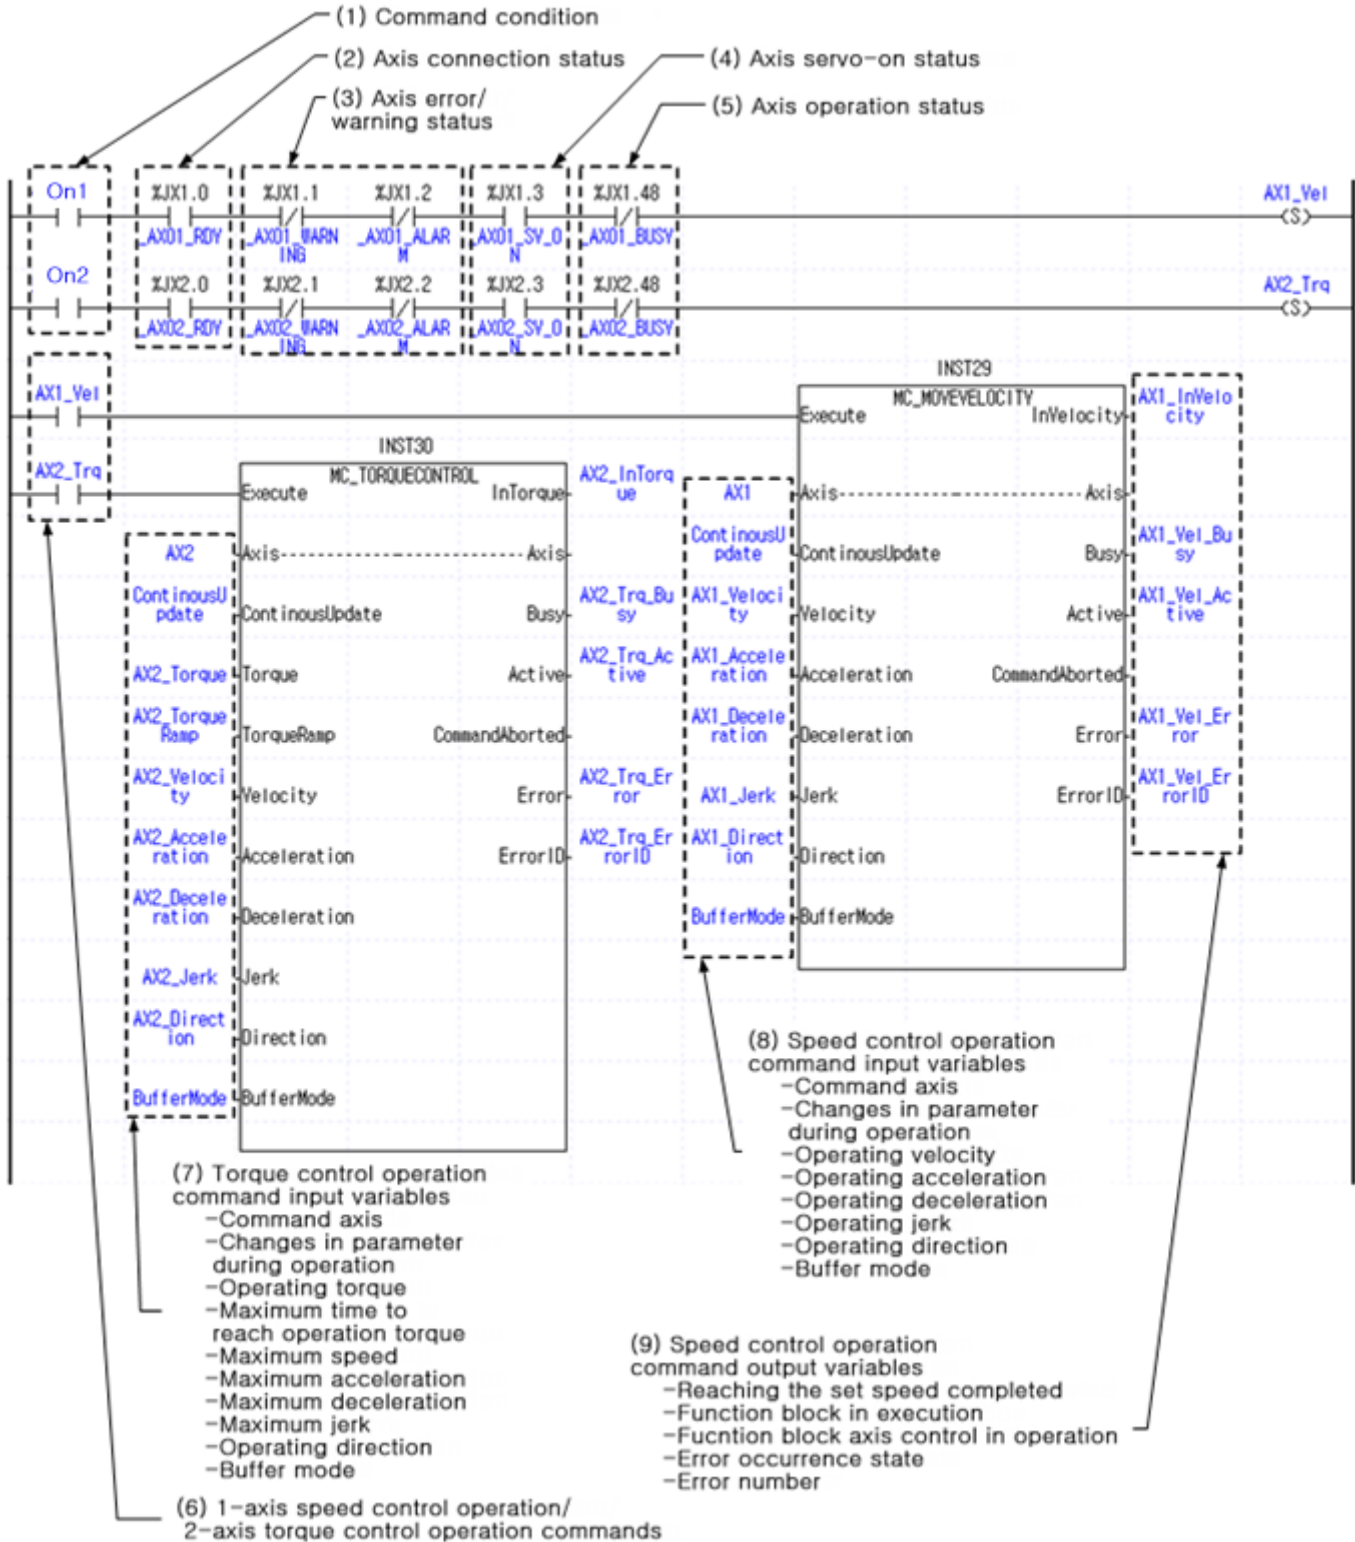 (1) Command condition
(2) Axis connection status
(4) Axis servo-on status
(3) Axis error/
warning status
(5) Axis operation status
On1
%JX1.0
%JX1.1
%JX1.2
%JX1.3
%JX1.48
AX1_Vel
(S)
_AX01_RDY
_AX01_WARN
ING
_AX01_ALAR
M
_AX01_SV_O
N
_AX01_BUSY
On2
%JX2.0
%JX2.1
%JX2.2
%JX2.3
%JX2.48
AX2_Trq
(S)
_AX02_RDY
_AX02_WARN
ING
_AX02_ALAR
M
_AX02_SV_O
N
_AX02_BUSY
AX1_Vel
AX2_Trq
INST29
MC_MOVEVELOCITY
Execute
InVelocity
AX1_InVelo
city
AX1
Axis
Axis
ContinousU
pdate
ContinousUpdate
Busy
AX1_Vel_Bu
sy
AX1_Veloci
ty
Velocity
Active
AX1_Vel_Ac
tive
AX1_Accele
ration
Acceleration
CommandAborted
AX1_Decele
ration
Deceleration
Error
AX1_Vel_Er
ror
AX1_Jerk
Jerk
ErrorID
AX1_Vel_Er
rorID
AX1_Direct
ion
Direction
BufferMode
BufferMode
INST30
MC_TORQUECONTROL
Execute
InTorque
AX2_InTorq
ue
AX2
Axis
Axis
ContinousU
pdate
ContinousUpdate
Busy
AX2_Trq_Bu
sy
AX2_Torque
Torque
Active
AX2_Trq_Ac
tive
AX2_Torque
Ramp
TorqueRamp
CommandAborted
AX2_Veloci
ty
Velocity
Error
AX2_Trq_Er
ror
AX2_Accele
ration
Acceleration
ErrorID
AX2_Trq_Er
rorID
AX2_Decele
ration
Deceleration
AX2_Jerk
Jerk
AX2_Direct
ion
Direction
BufferMode
BufferMode
(8) Speed control operation
command input variables
-Command axis
-Changes in parameter
during operation
-Operating velocity
-Operating acceleration
-Operating deceleration
-Operating jerk
-Operating direction
-Buffer mode
(7) Torque control operation
command input variables
-Command axis
-Changes in parameter
during operation
-Operating torque
-Maximum time to
reach operation torque
-Maximum speed
-Maximum acceleration
-Maximum deceleration
-Maximum jerk
-Operating direction
-Buffer mode
(9) Speed control operation
command output variables
-Reaching the set speed completed
-Function block in execution
-Fucntion block axis control in operation
-Error occurrence state
-Error number
(6) 1-axis speed control operation/
2-axis torque control operation commands